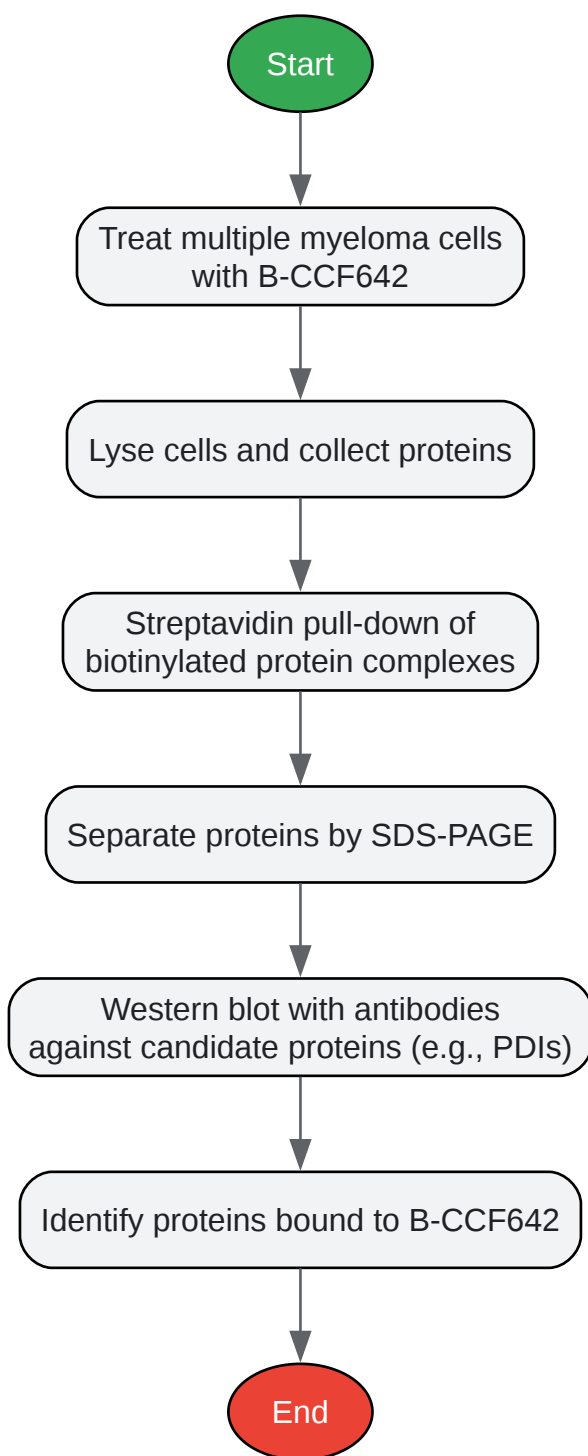 Start
Treat multiple myeloma cells
with B-CCF642
Lyse cells and collect proteins
Streptavidin pull-down of
biotinylated protein complexes
Separate proteins by SDS-PAGE
Western blot with antibodies
against candidate proteins (e.g., PDIs)
Identify proteins bound to B-CCF642
End